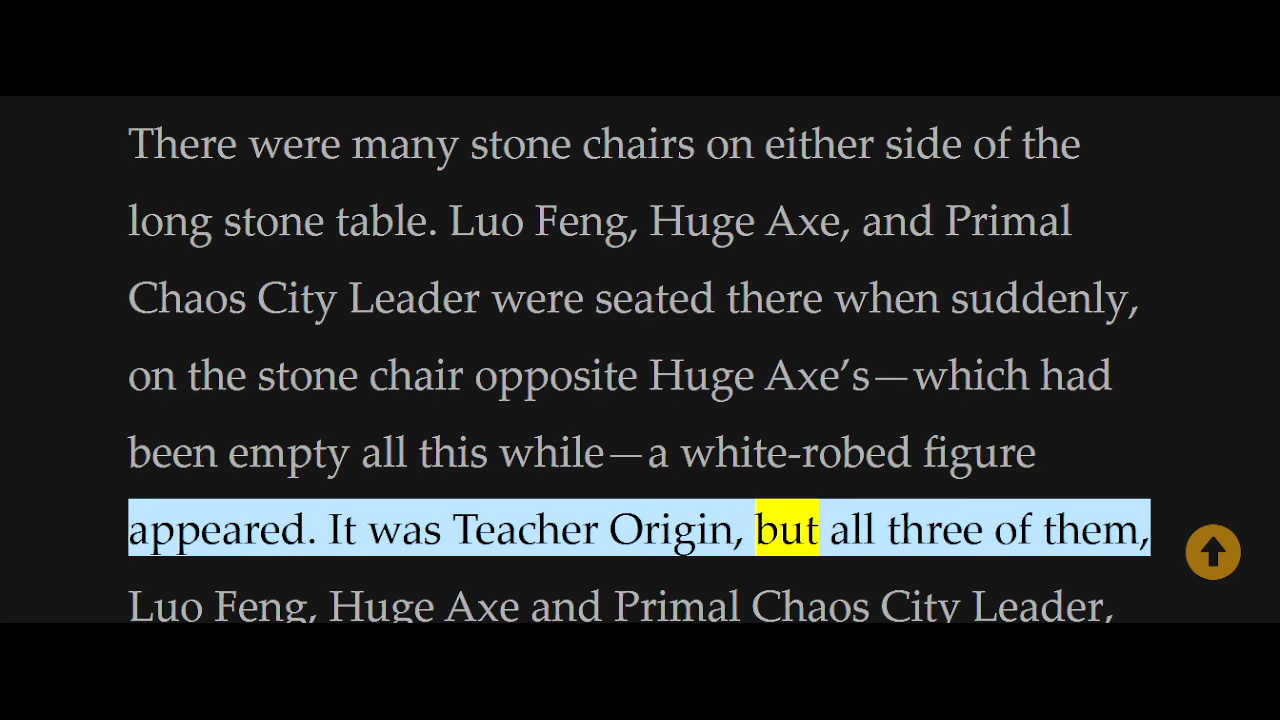 There were many stone chairs on either side of the
long stone table. Luo Feng, Huge Axe, and Primal
Chaos City Leader were seated there when suddenly,
on the stone chair opposite Huge Axe’s—which had
been empty all this while—a white-robed figure
appeared. It was Teacher Origin, but all three of them,
Luo Feng, Huge Axe and Primal Chaos City Leader,